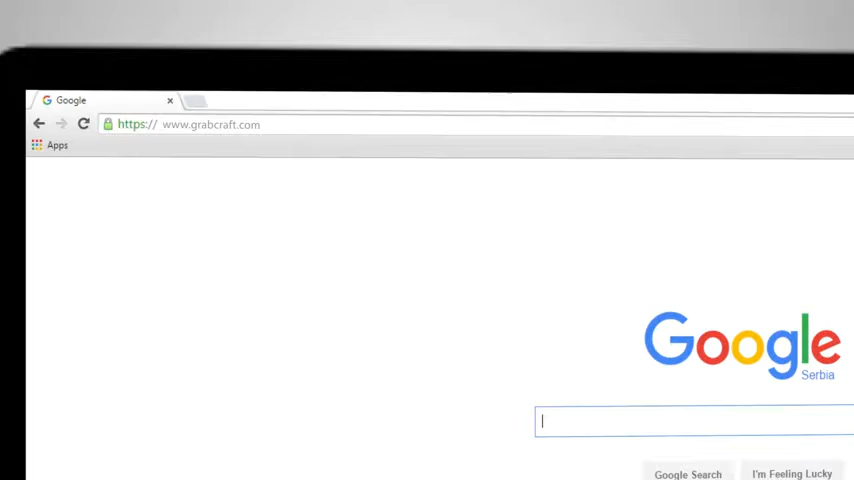 Google
https:// www.grabcraft.com
Apps
Google
Serbia
Google Search
I'm Feeling Lucky